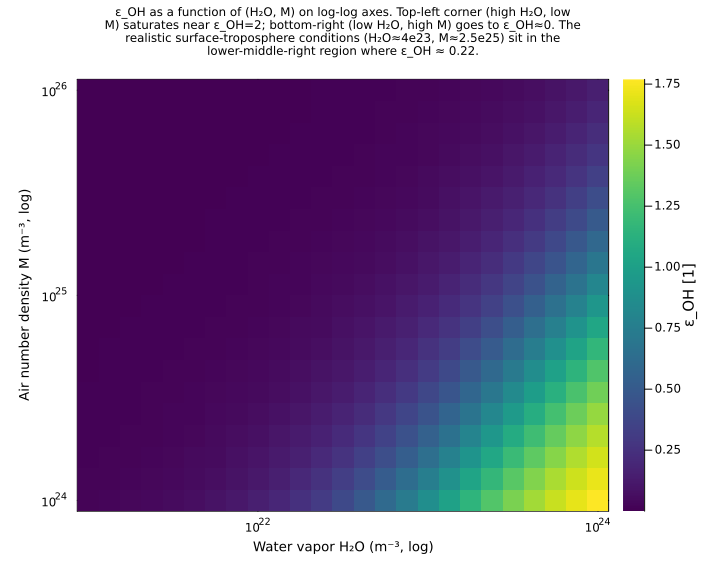 ε_OH as a function of (H₂O, M) on log-log axes. Top-left corner (high H₂O, low
M) saturates near ε_OH=2; bottom-right (low H₂O, high M) goes to ε_OH≈0. The
realistic surface-troposphere conditions (H₂O≈4e23, M≈2.5e25) sit in the
lower-middle-right region where ε_OH ≈ 0.22.
10²⁶
10²⁵
10²⁴
Air number density M (m⁻³, log)
10²²
10²⁴
Water vapor H₂O (m⁻³, log)
1.75
1.50
1.25
1.00
0.75
0.50
0.25
ε_OH [1]